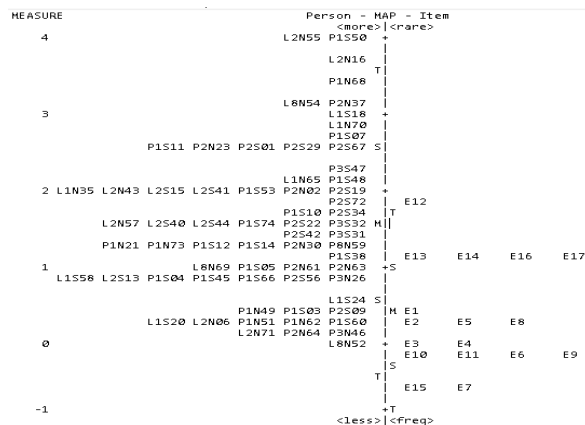 MEASURE Person - MAP - Item
<more>|<rare>
4 L2N55 P1S50 +
|
L2N16 |
T|
P1N68 |
|
L8N54 P2N37 |
3 L1S18 +
L1N70 |
P1S07 |
P1S11 P2N23 P2S01 P2S29 P2S67 S|
|
P3S47 |
L1N65 P1S48 |
2 L1N35 L2N43 L2S15 L2S41 P1S53 P2N02 P2S19 +
P2S72 | E12
P1S10 P2S34 |T
L2N57 L2S40 L2S44 P1S74 P2S22 P3S32 M||
P2S42 P3S31 |
P1N21 P1N73 P1S12 P1S14 P2N30 P8N59 |
P1S38 | E13 E14 E16 E17
1 L8N69 P1S05 P2N61 P2N63 +S
L1S58 L2S13 P1S04 P1S45 P1S66 P2S56 P3N26 |
|
L1S24 S|
P1N49 P1S03 P2S09 |M E1
L1S20 L2N06 P1N51 P1N62 P1S60 | E2 E5 E8
L2N71 P2N64 P3N46 |
0 L8N52 + E3 E4
| E10 E11 E6 E9
|S
T|
| E15 E7
|
-1 +T
<less>|<freq>